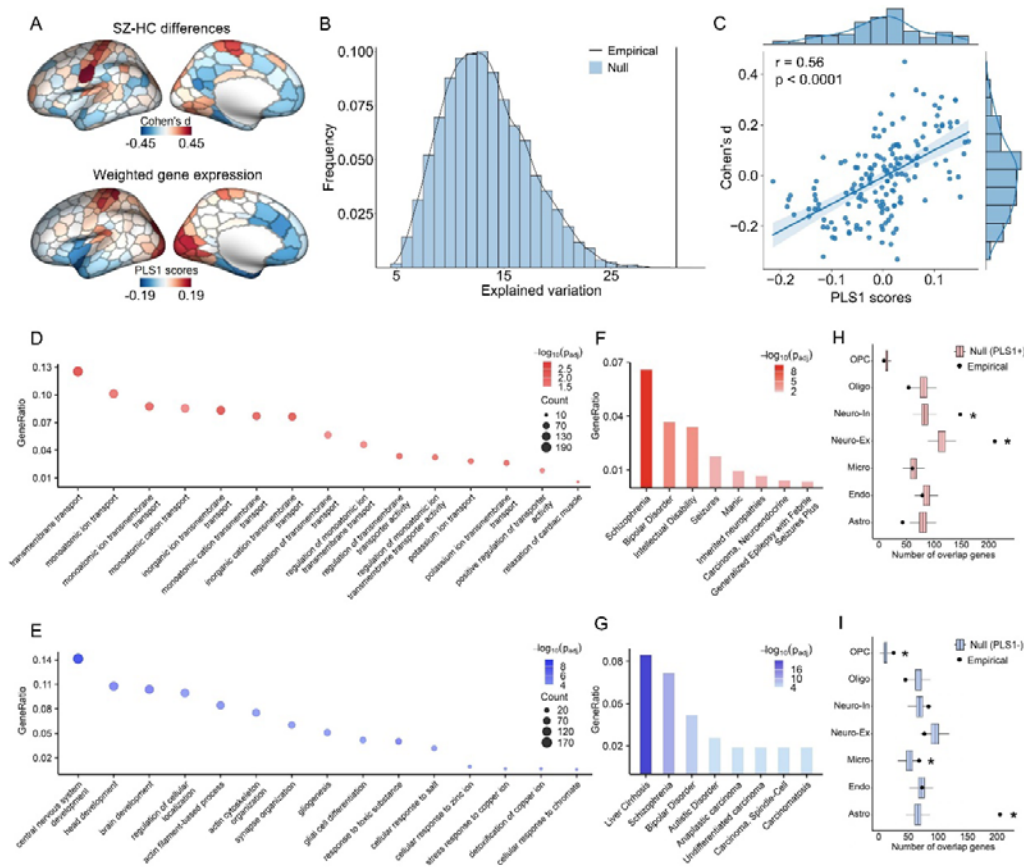 A
SZ-HC differences
Cohen's d
-0.45 0.45
Weighted gene expression
PLS1 scores
-0.19 0.19
B
Empirical
Null
0.100
0.075
0.050
0.025
Frequency
5 15 25
Explained variation
C
r = 0.56
p < 0.0001
0.4
0.2
0.0
−0.2
Cohen's d
−0.2 −0.1 0.0 0.1
PLS1 scores
D
0.13
0.10
0.07
0.04
0.01
GeneRatio
-log10(padj)
2.5
2.0
1.5
Count
10
70
130
190
transmembrane transport
monoatomic ion transport
monoatomic ion transmembrane
transport
monoatomic cation transport
inorganic ion transmembrane
transport
monoatomic cation transmembrane
transport
inorganic cation transmembrane
transport
regulation of transmembrane
transport
regulation of monoatomic ion
transmembrane transport
regulation of transmembrane
transporter activity
regulation of monoatomic ion
transmembrane transporter activity
potassium ion transport
potassium ion transmembrane
transport
positive regulation of transporter
activity
relaxation of cardiac muscle
F
0.07
0.04
0.01
GeneRatio
-log10(padj)
8
5
2
Schizophrenia
Bipolar Disorder
Intellectual Disability
Seizures
Manic
Inherited neuropathies
Carcinoma, Neuroendocrine
Generalized Epilepsy with Febrile
Seizures Plus
H
Null (PLS1+)
Empirical
OPC
Oligo
Neuro-In
Neuro-Ex
Micro
Endo
Astro
*
*
0 50 100 150 200
Number of overlap genes
E
0.14
0.11
0.08
0.05
0.02
GeneRatio
-log10(padj)
8
6
4
Count
20
70
120
170
central nervous system
development
head development
brain development
regulation of cellular
localization
actin filament-based process
actin cytoskeleton
organization
synapse organization
gliogenesis
glial cell differentiation
response to toxic substance
cellular response to salt
cellular response to zinc ion
stress response to copper ion
detoxification of copper ion
cellular response to chromate
G
0.08
0.05
0.02
GeneRatio
-log10(padj)
16
10
4
Liver Cirrhosis
Schizophrenia
Bipolar Disorder
Autistic Disorder
Anaplastic carcinoma
Undifferentiated carcinoma
Carcinoma, Spindle-Cell
Carcinomatosis
I
Null (PLS1-)
Empirical
OPC
Oligo
Neuro-In
Neuro-Ex
Micro
Endo
Astro
*
*
*
0 50 100 150 200
Number of overlap genes